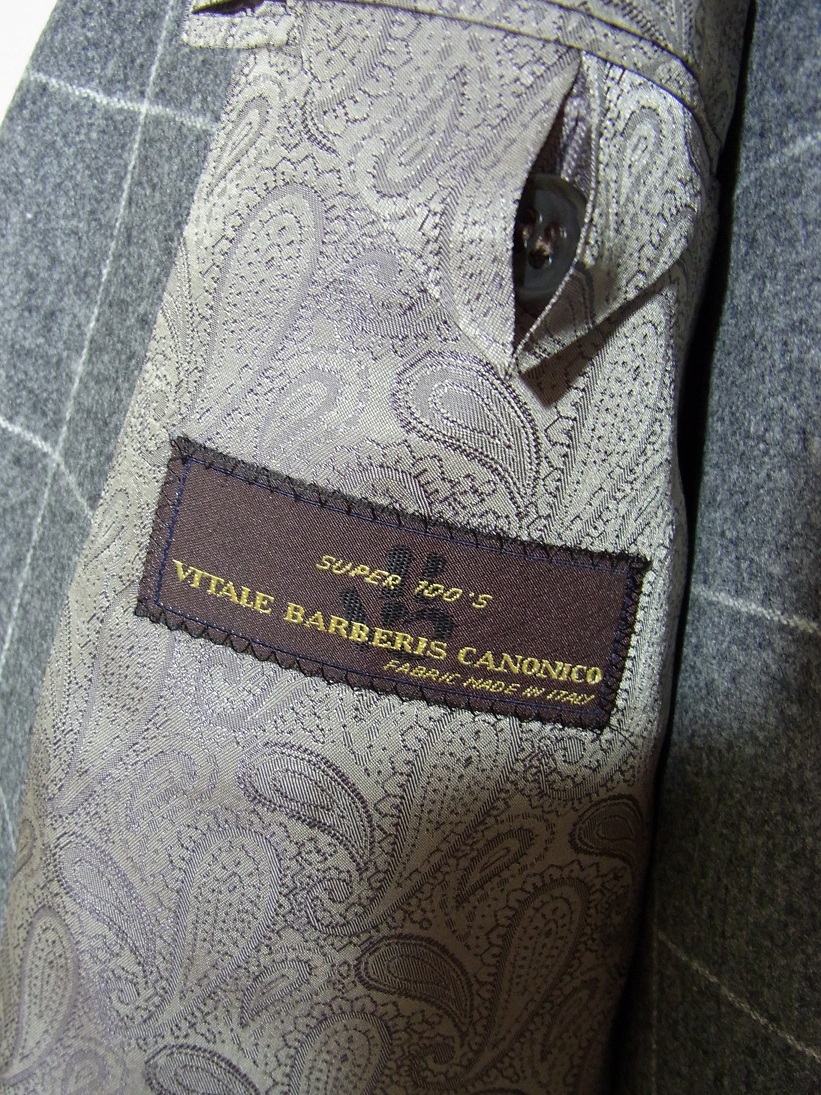 SUPER 100'S
VITALE BARBERIS CANONICO
FABRIC MADE IN ITALY